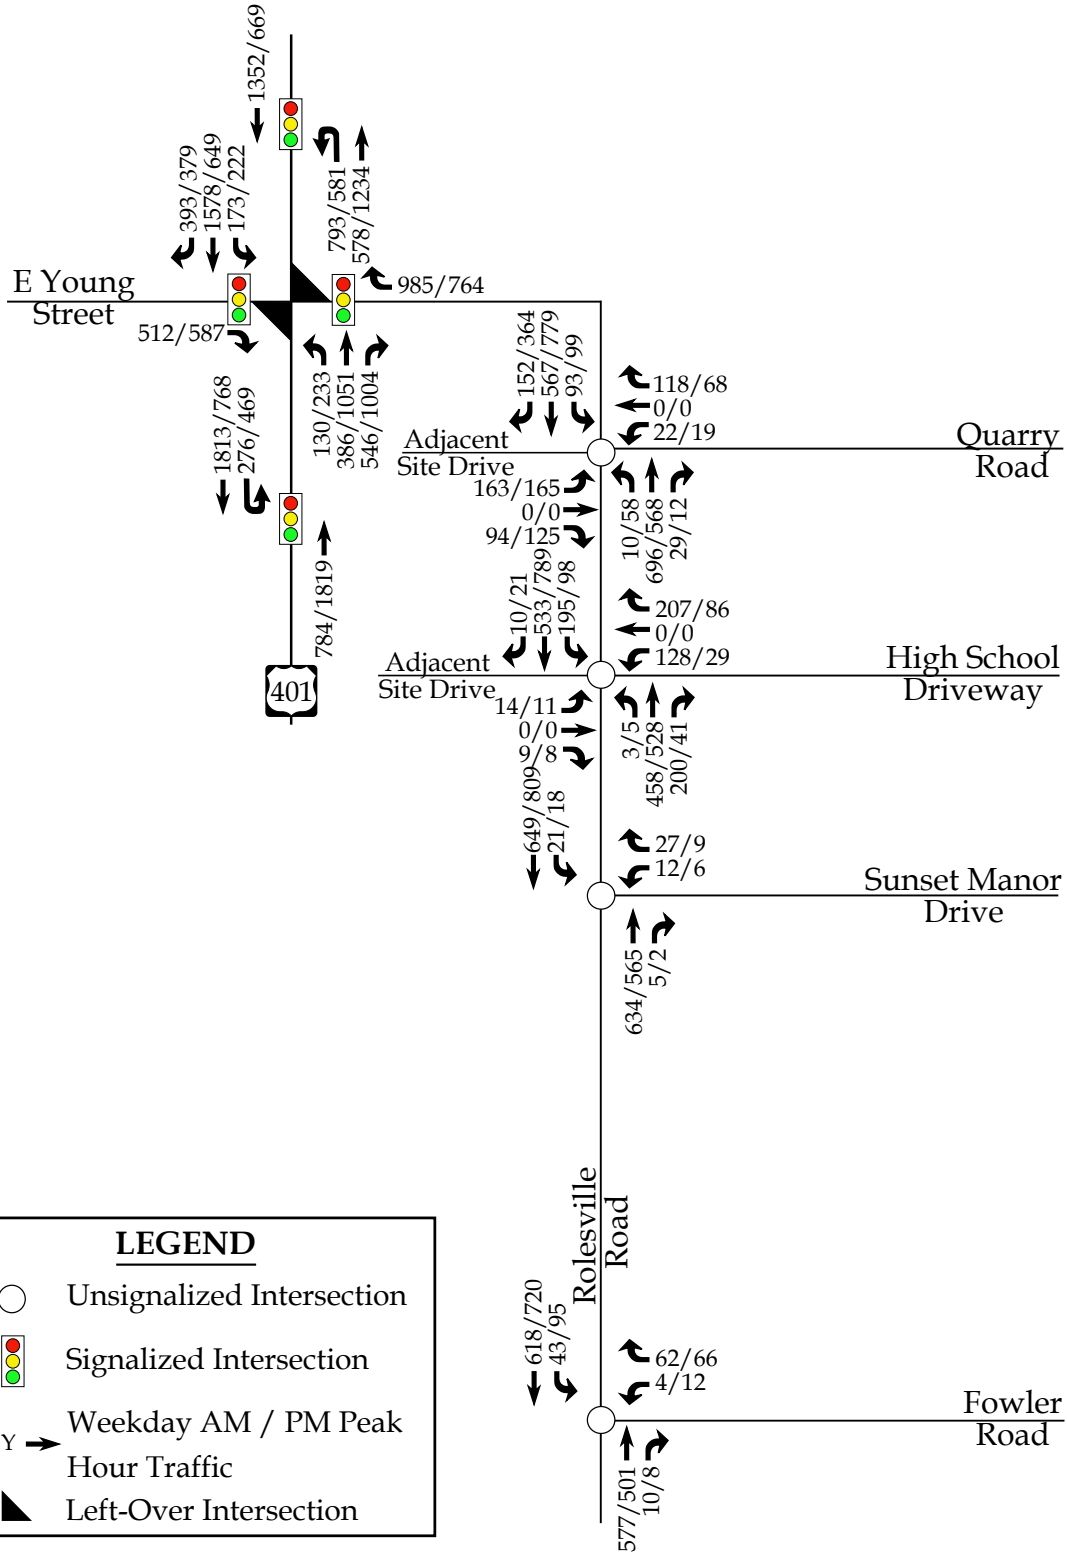 1352/669
393/379
1578/649
173/222
793/581
578/1234
E Young
Street
985/764
512/587
130/233
386/1051
546/1004
1813/768
276/469
784/1819
401
152/364
567/779
93/99
118/68
0/0
22/19
Quarry
Road
Adjacent
Site Drive
163/165
0/0
94/125
10/58
696/568
29/12
10/21
533/789
195/98
207/86
0/0
128/29
High School
Driveway
Adjacent
Site Drive
14/11
0/0
9/8
3/5
458/528
200/41
649/809
21/18
27/9
12/6
Sunset Manor
Drive
634/565
5/2
Rolesville
Road
618/720
43/95
62/66
4/12
Fowler
Road
577/501
10/8
LEGEND
Unsignalized Intersection
Signalized Intersection
Y
Weekday AM / PM Peak
Hour Traffic
Left-Over Intersection